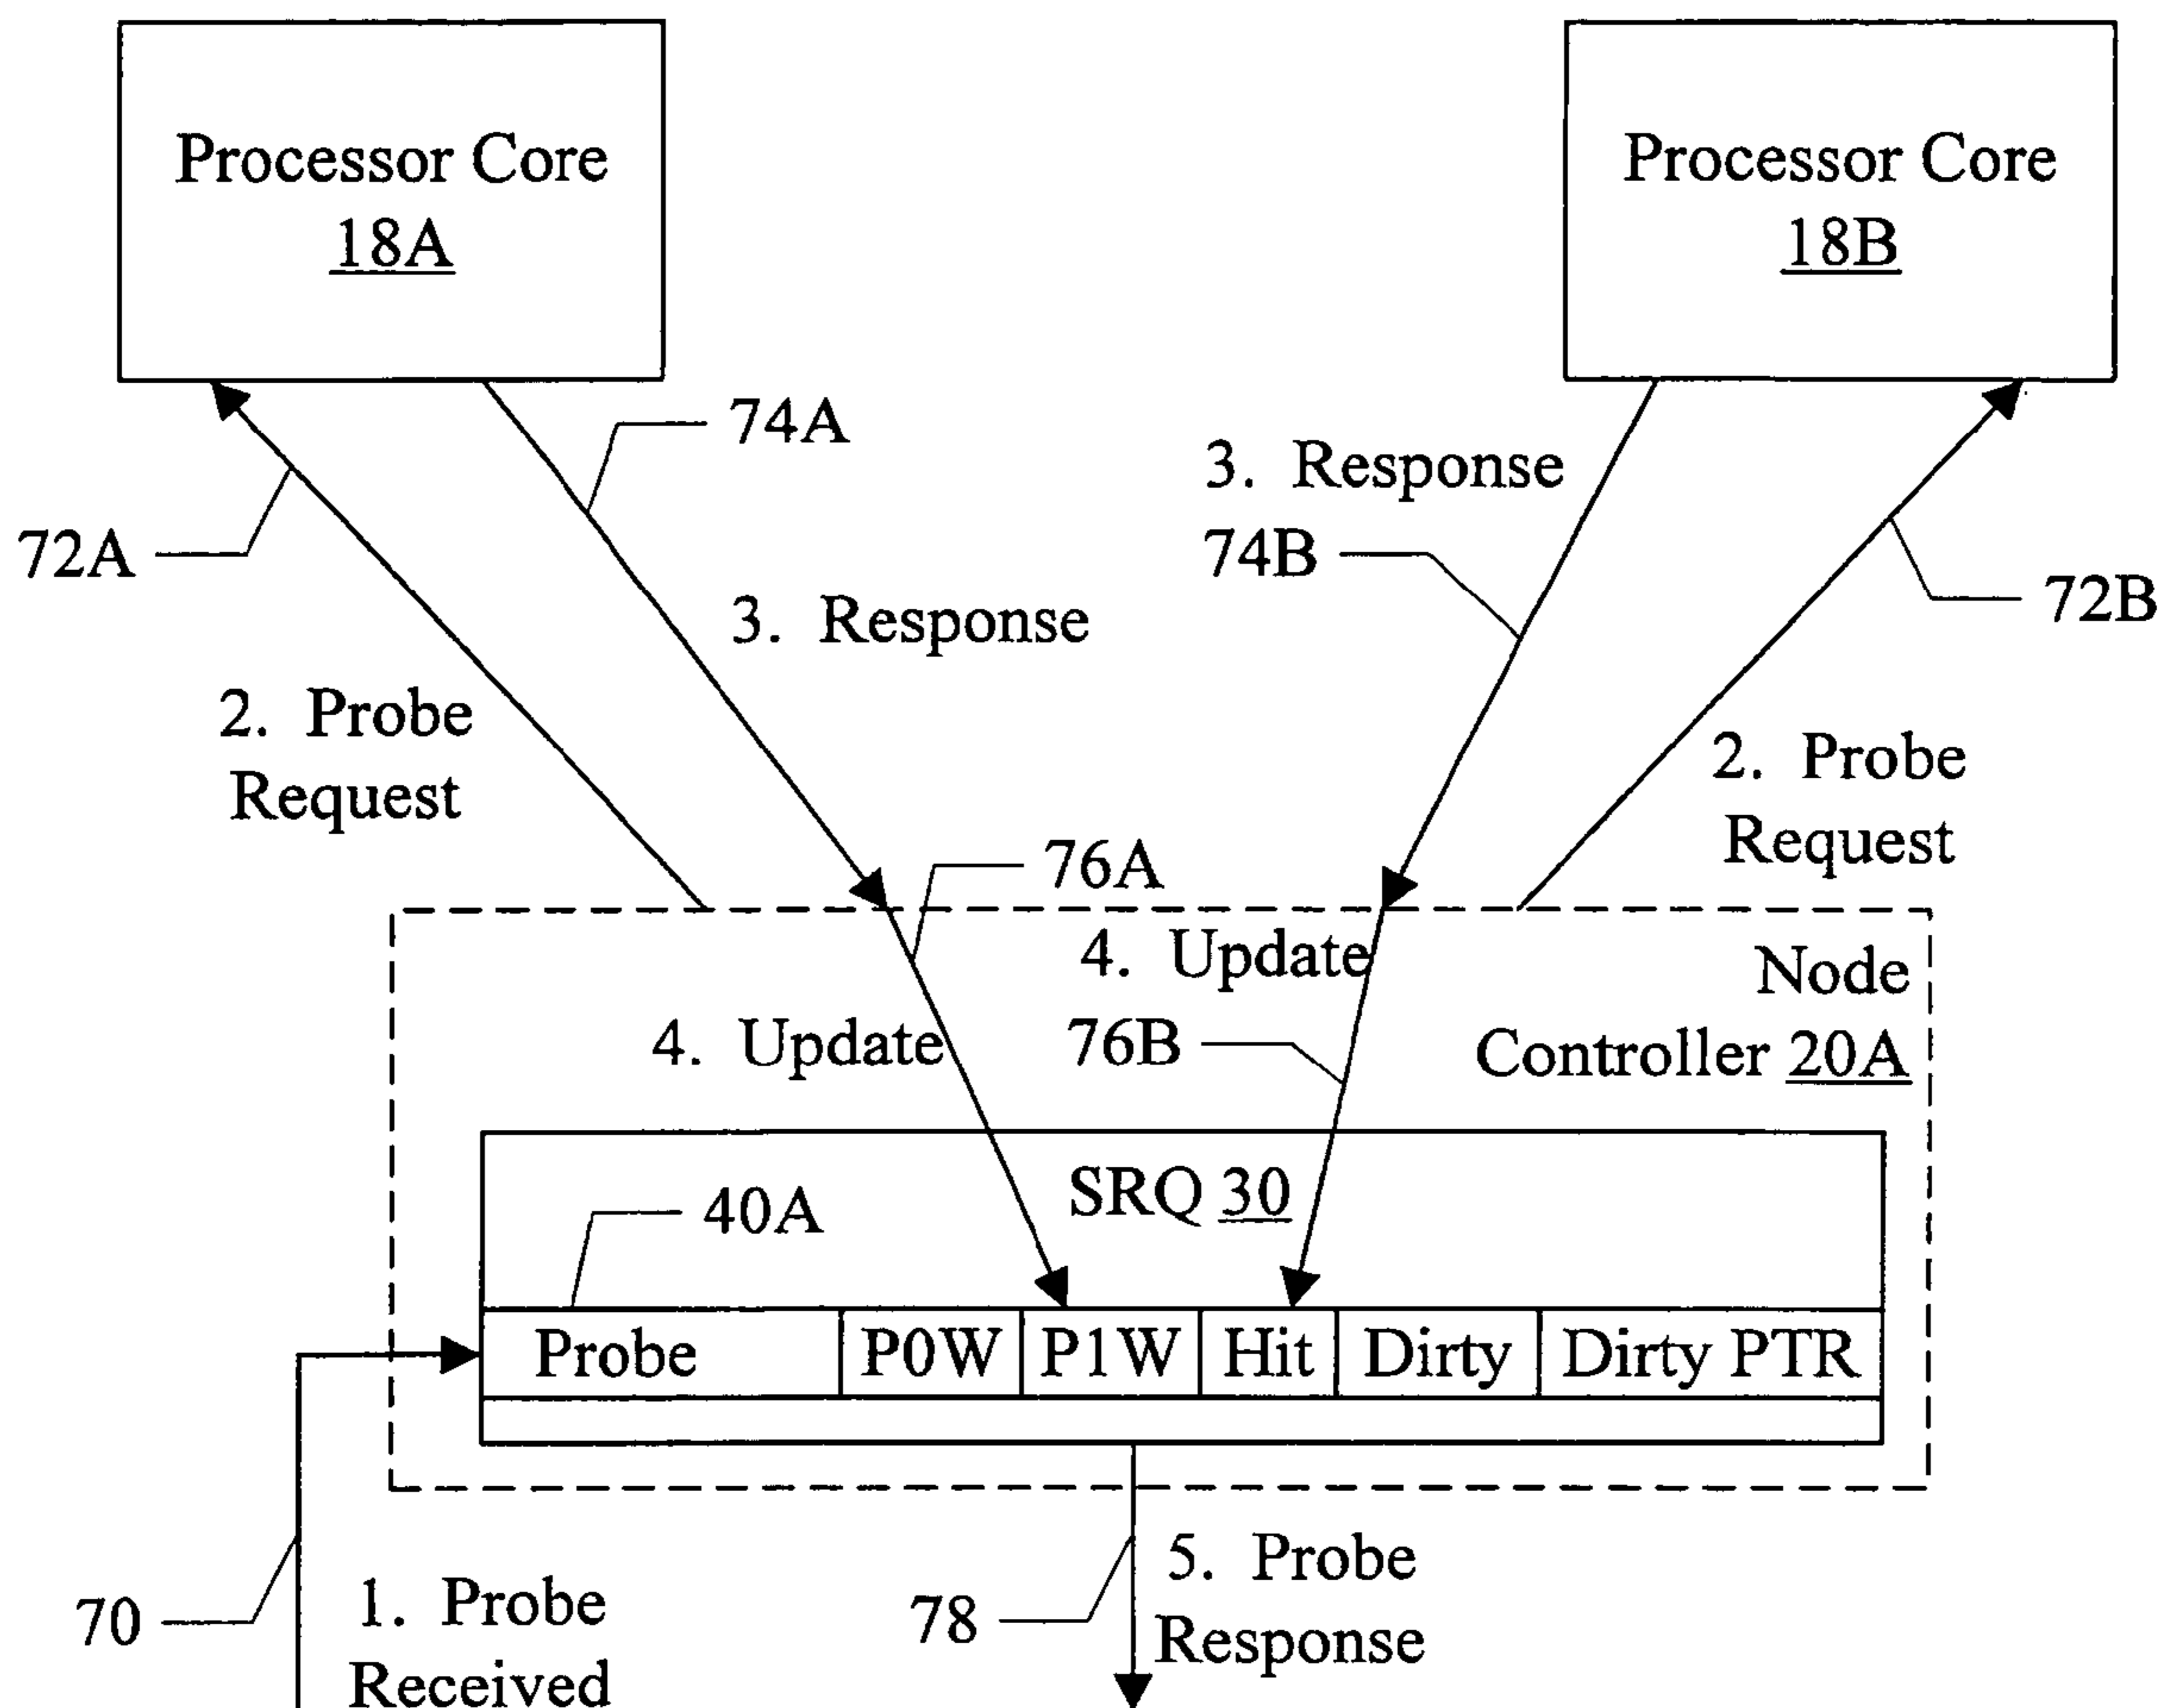 Processor Core
18A
Processor Core
18B
74A
3. Response
74B
72A
72B
3. Response
2. Probe
Request
2. Probe
Request
76A
4. Update
Node
4. Update
76B
Controller 20A
SRQ 30
40A
Probe
P0W
P1W
Hit
Dirty
Dirty PTR
70
1. Probe
Received
78
5. Probe
Response